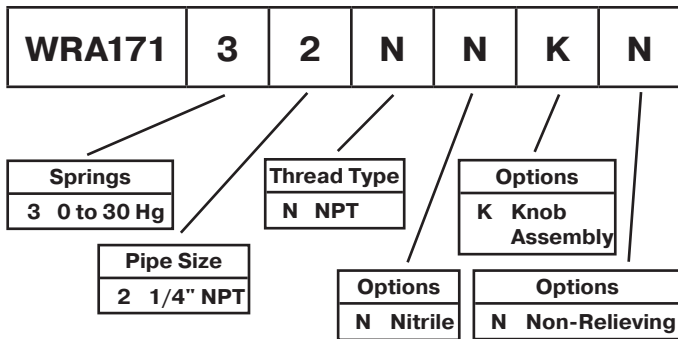 WRA171 3 2 N N K N
Springs
3 0 to 30 Hg
Thread Type
N NPT
Options
K Knob
Assembly
Pipe Size
2 1/4" NPT
Options
N Nitrile
Options
N Non-Relieving